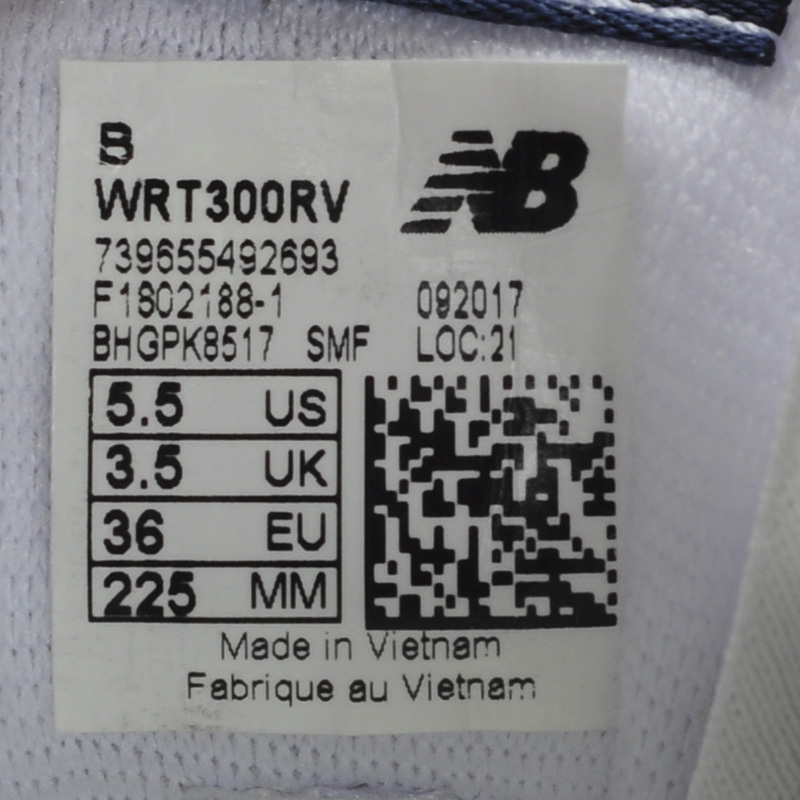 B
NB
WRT300RV
739655492693
F1802188-1 092017
BHGPK8517 SMF LOC:21
5.5 US
3.5 UK
36 EU
225 MM
Made in Vietnam
Fabrique au Vietnam